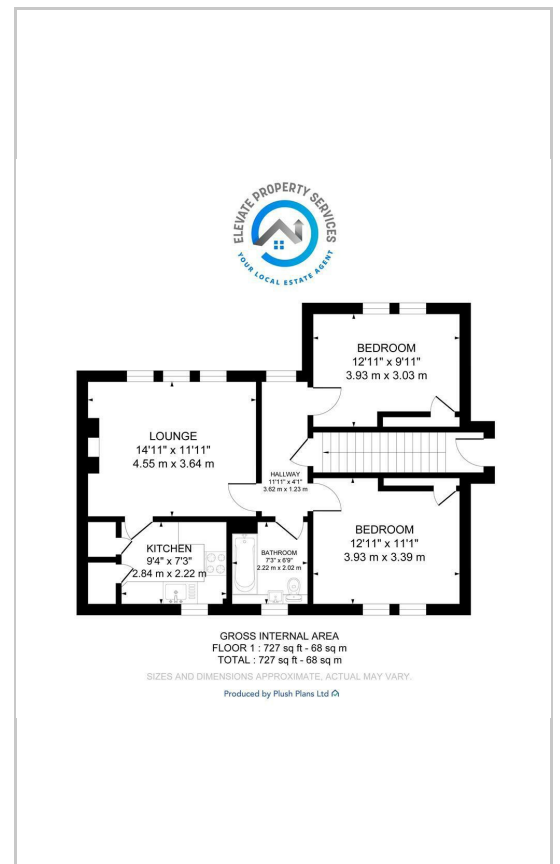 ELEVATE PROPERTY SERVICES
YOUR LOCAL ESTATE AGENT
BEDROOM
12'11" x 9'11"
3.93 m x 3.03 m
LOUNGE
14'11" x 11'11"
4.55 m x 3.64 m
HALLWAY
11'11" x 4'1"
3.62 m x 1.23 m
BEDROOM
12'11" x 11'1"
3.93 m x 3.39 m
KITCHEN
9'4" x 7'3"
2.84 m x 2.22 m
BATHROOM
7'3" x 6'9"
2.22 m x 2.02 m
GROSS INTERNAL AREA
FLOOR 1 : 727 sq ft - 68 sq m
TOTAL : 727 sq ft - 68 sq m
SIZES AND DIMENSIONS APPROXIMATE, ACTUAL MAY VARY.
Produced by Plush Plans Ltd